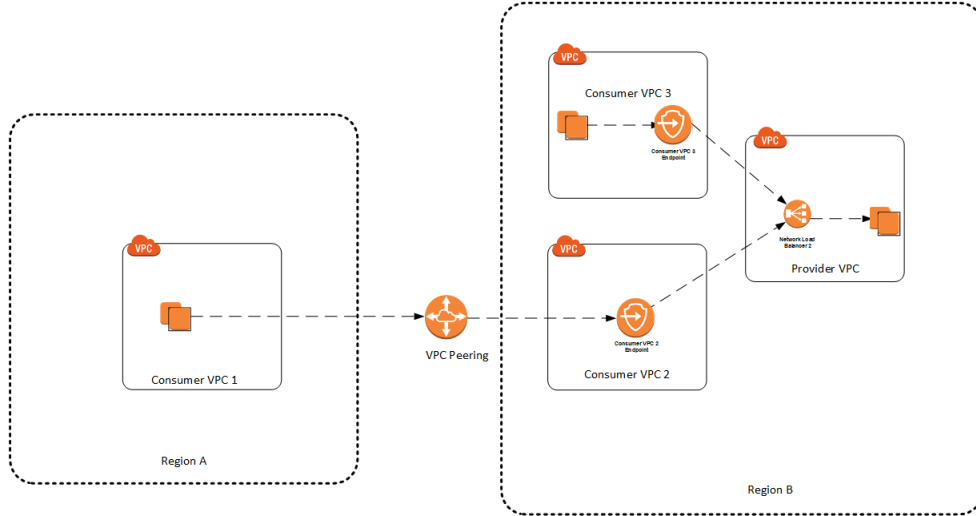 VPC
Consumer VPC 3
Consumer VPC 3
Endpoint
VPC
Network Load
Balancer 2
Provider VPC
VPC
Consumer VPC 1
VPC Peering
VPC
Consumer VPC 2
Endpoint
Consumer VPC 2
Region A
Region B